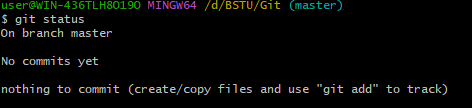 user@WIN-436TLH8O19O MINGW64 /d/BSTU/Git (master)
$ git status
On branch master
No commits yet
nothing to commit (create/copy files and use "git add" to track)